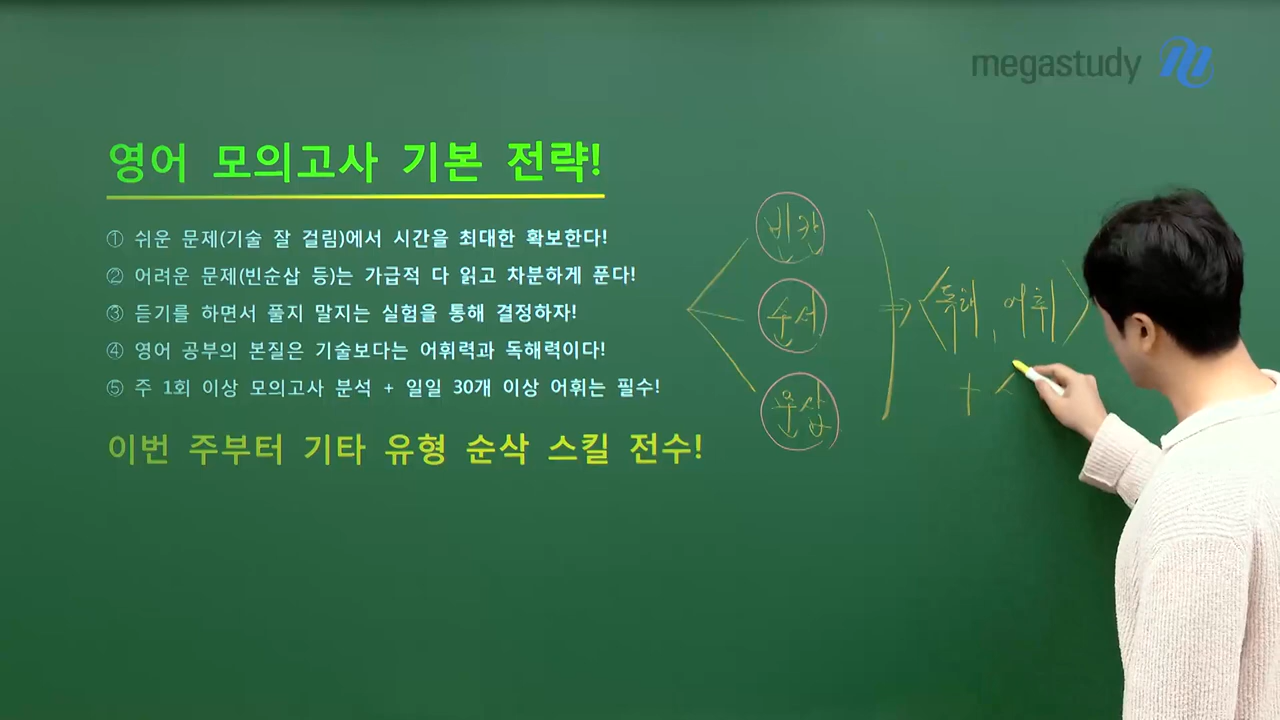 megastudy
영어 모의고사 기본 전략!
① 쉬운 문제(기술 잘 걸림)에서 시간을 최대한 확보한다!
② 어려운 문제(빈순삽 등)는 가급적 다 읽고 차분하게 푼다!
③ 듣기를 하면서 풀지 말지는 실험을 통해 결정하자!
④ 영어 공부의 본질은 기술보다는 어휘력과 독해력이다!
⑤ 주 1회 이상 모의고사 분석 + 일일 30개 이상 어휘는 필수!
이번 주부터 기타 유형 순삭 스킬 전수!
빈칸
순서
⇒ <독해, 어휘>
+